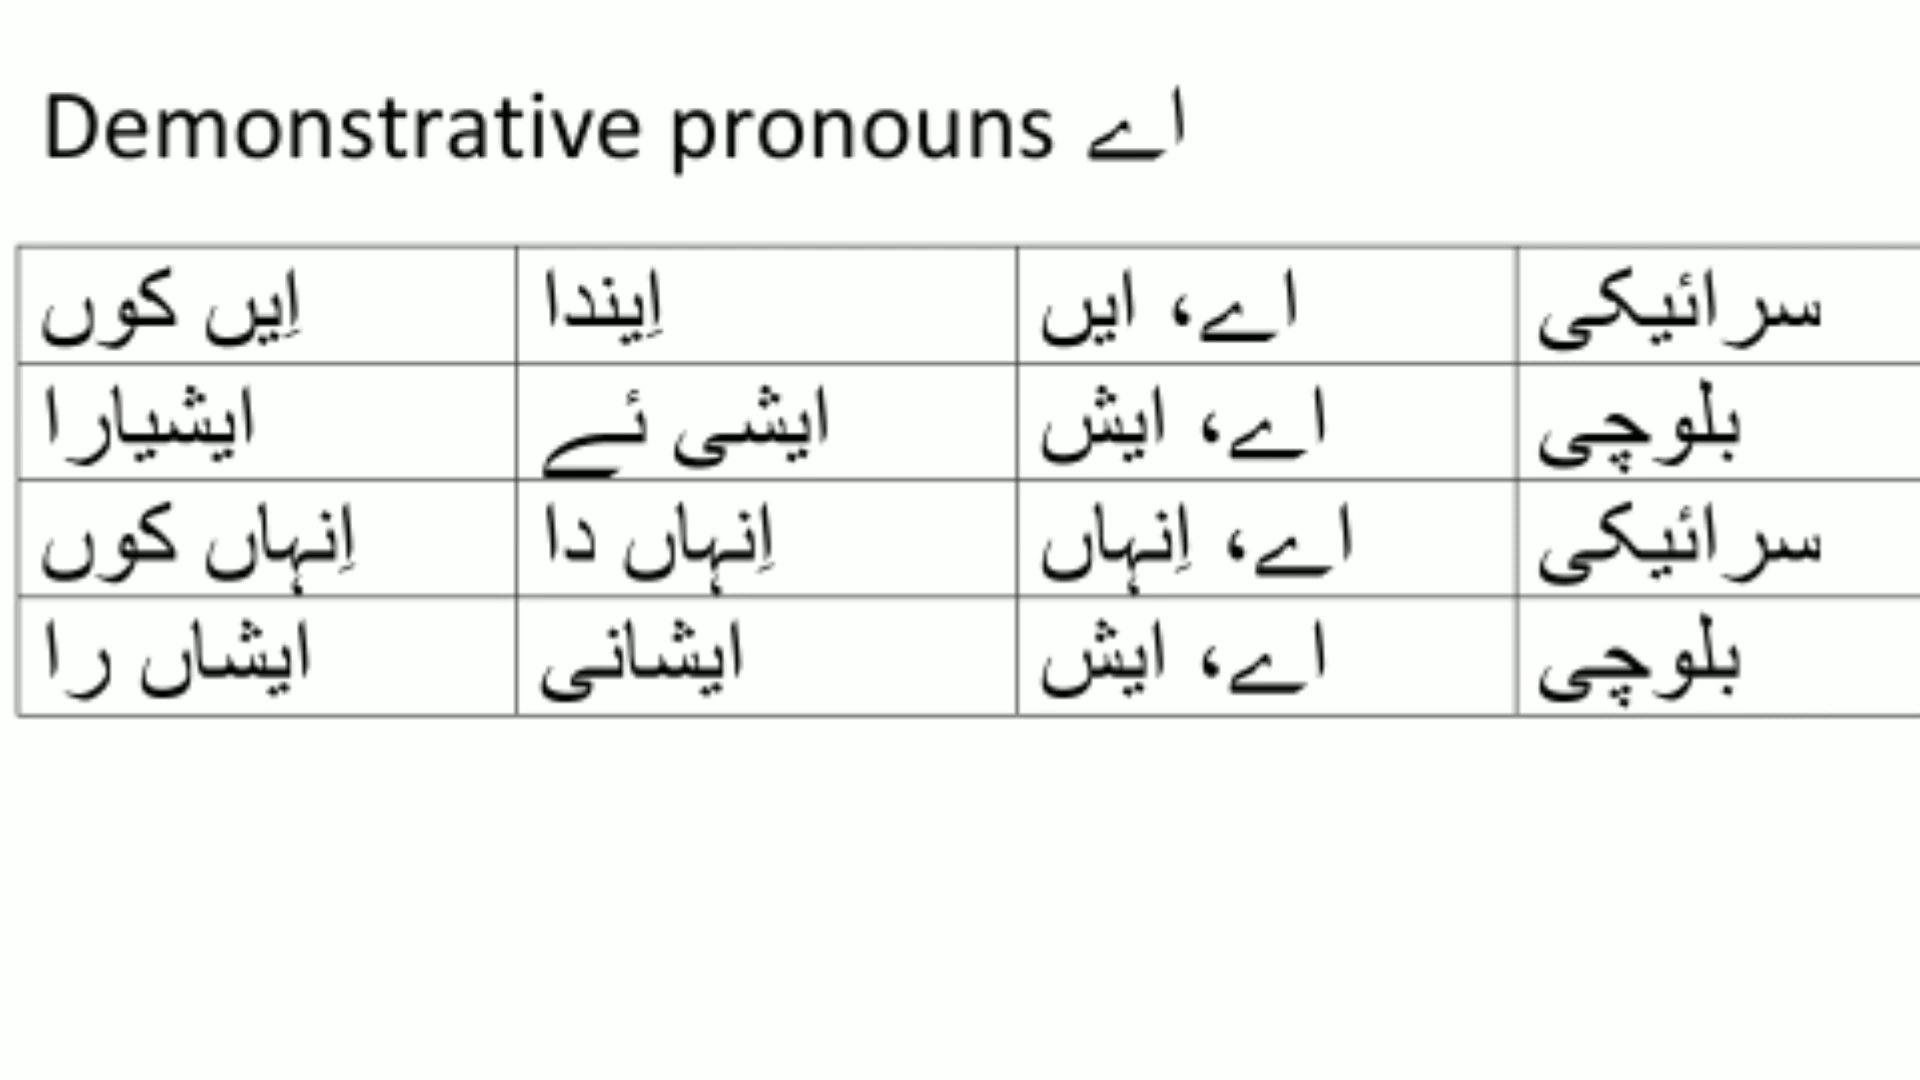 Demonstrative pronouns اے
سرائیکی اے، ایں اِیندا اِیں کوں
بلوچی اے، ایش ایشی ئے ایشیارا
سرائیکی اے، اِنہاں اِنہاں دا اِنہاں کوں
بلوچی اے، ایش ایشانی ایشاں را